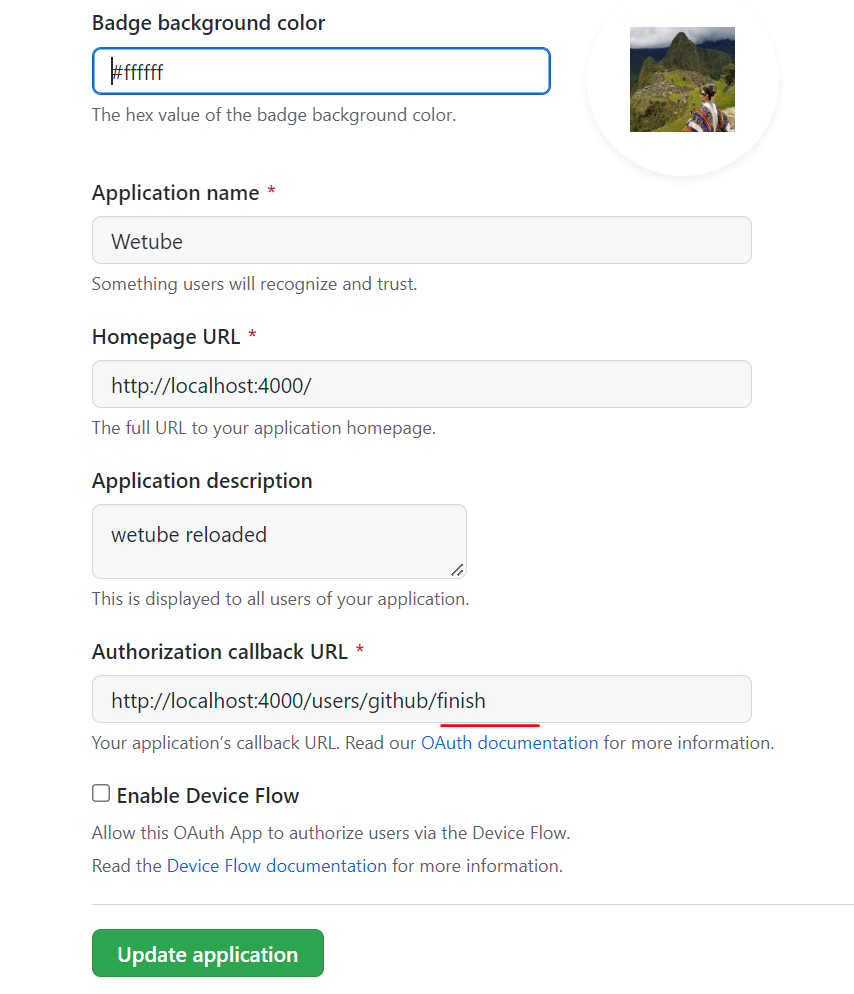 Badge background color
#ffffff
The hex value of the badge background color.
Application name *
Wetube
Something users will recognize and trust.
Homepage URL *
http://localhost:4000/
The full URL to your application homepage.
Application description
wetube reloaded
This is displayed to all users of your application.
Authorization callback URL *
http://localhost:4000/users/github/finish
Your application’s callback URL. Read our OAuth documentation for more information.
Enable Device Flow
Allow this OAuth App to authorize users via the Device Flow.
Read the Device Flow documentation for more information.
Update application